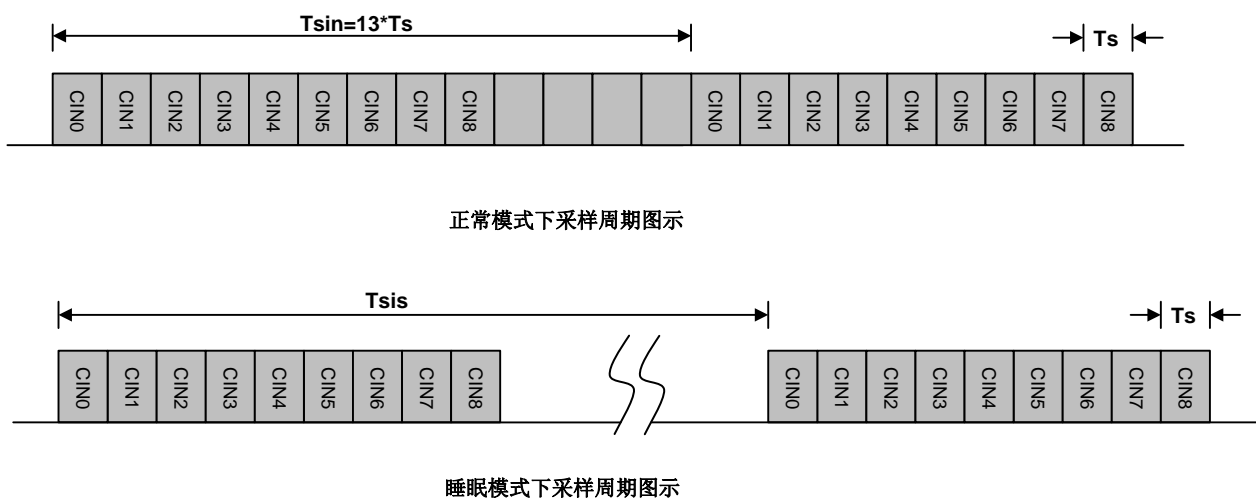 Tsin=13*Ts
Ts
CIN0 CIN1 CIN2 CIN3 CIN4 CIN5 CIN6 CIN7 CIN8 CIN0 CIN1 CIN2 CIN3 CIN4 CIN5 CIN6 CIN7 CIN8
正常模式下采样周期图示
Tsis
Ts
CIN0 CIN1 CIN2 CIN3 CIN4 CIN5 CIN6 CIN7 CIN8 CIN0 CIN1 CIN2 CIN3 CIN4 CIN5 CIN6 CIN7 CIN8
睡眠模式下采样周期图示